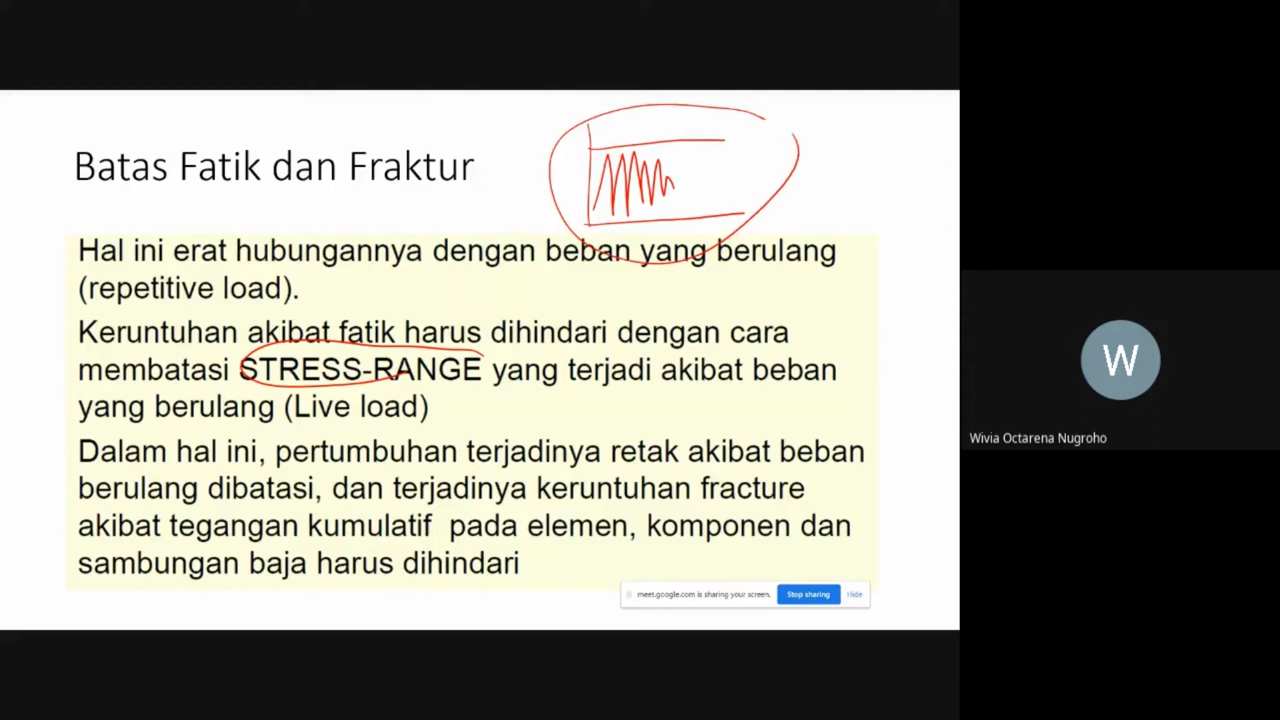 Batas Fatik dan Fraktur
Hal ini erat hubungannya dengan beban yang berulang
(repetitive load).
Keruntuhan akibat fatik harus dihindari dengan cara
membatasi STRESS-RANGE yang terjadi akibat beban
yang berulang (Live load)
Dalam hal ini, pertumbuhan terjadinya retak akibat beban
berulang dibatasi, dan terjadinya keruntuhan fracture
akibat tegangan kumulatif pada elemen, komponen dan
sambungan baja harus dihindari
meet.google.com is sharing your screen.
Stop sharing
Hide
W
Wivia Octarena Nugroho